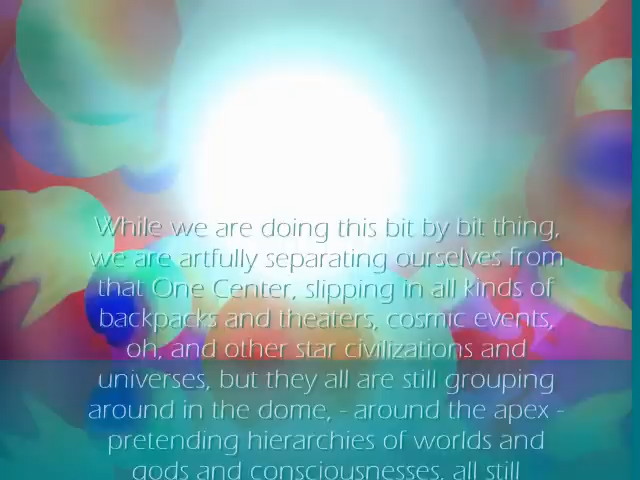 While we are doing this bit by bit thing,
we are artfully separating ourselves from
that One Center, slipping in all kinds of
backpacks and theaters, cosmic events,
oh, and other star civilizations and
universes, but they all are still grouping
around in the dome, - around the apex -
pretending hierarchies of worlds and
gods and consciousnesses, all still